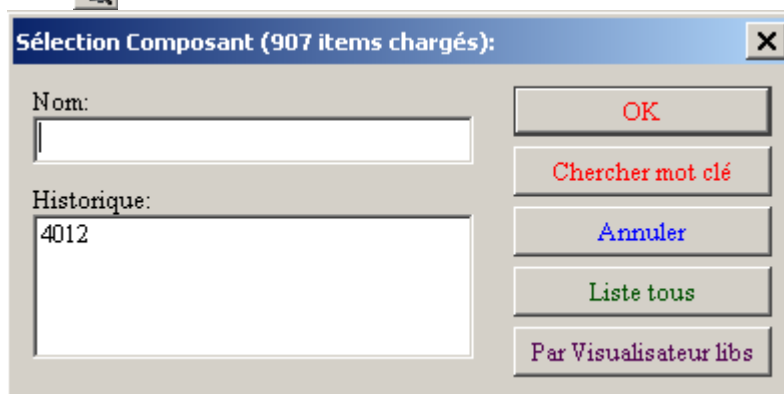 Sélection Composant (907 items chargés):
Nom:
OK
Chercher mot clé
Historique:
4012
Annuler
Liste tous
Par Visualisateur libs